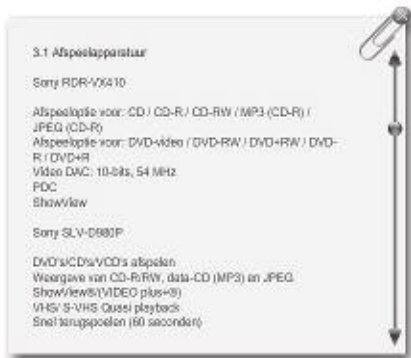 3.1 Afspeelapparatuur
Sony RDR-VX410
Afspeeloptie voor: CD / CD-R / CD-RW / MP3 (CD-R) /
JPEG (CD-R)
Afspeeloptie voor: DVD-video / DVD-RW / DVD+RW / DVD-
R / DVD+R
Video DAC: 10-bits, 54 MHz
PDC
ShowView
Sony SLV-D980P
DVD's/CD's/VCD's afspelen
Weergave van CD-R/RW, data-CD (MP3) en JPEG
ShowView®/(VIDEO plus+®)
VHS/ S-VHS Quasi playback
Snel terugspoelen (60 seconden)